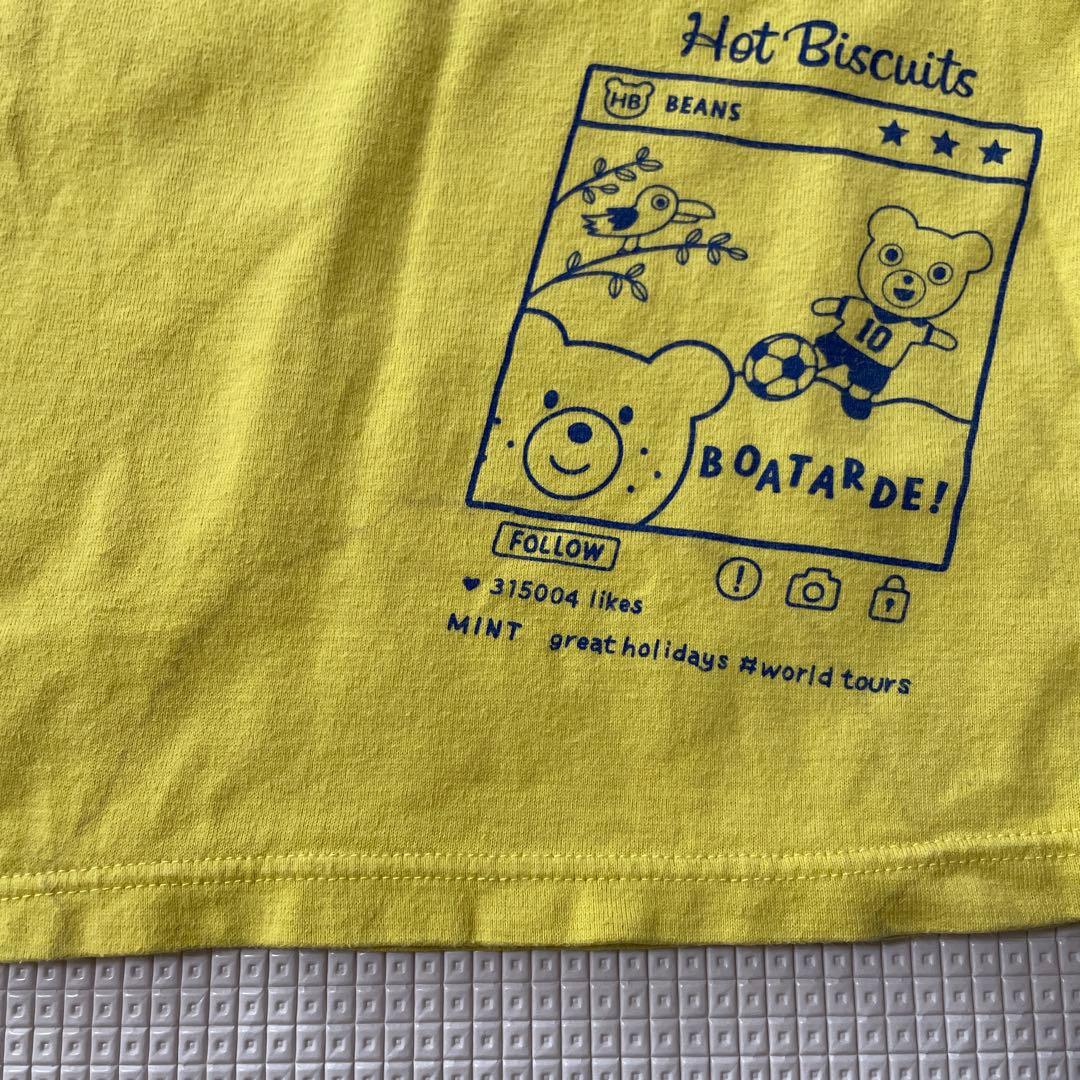 Hot Biscuits
HB BEANS
10
BOATARDE!
FOLLOW
315004 likes
MINT great holidays #world tours